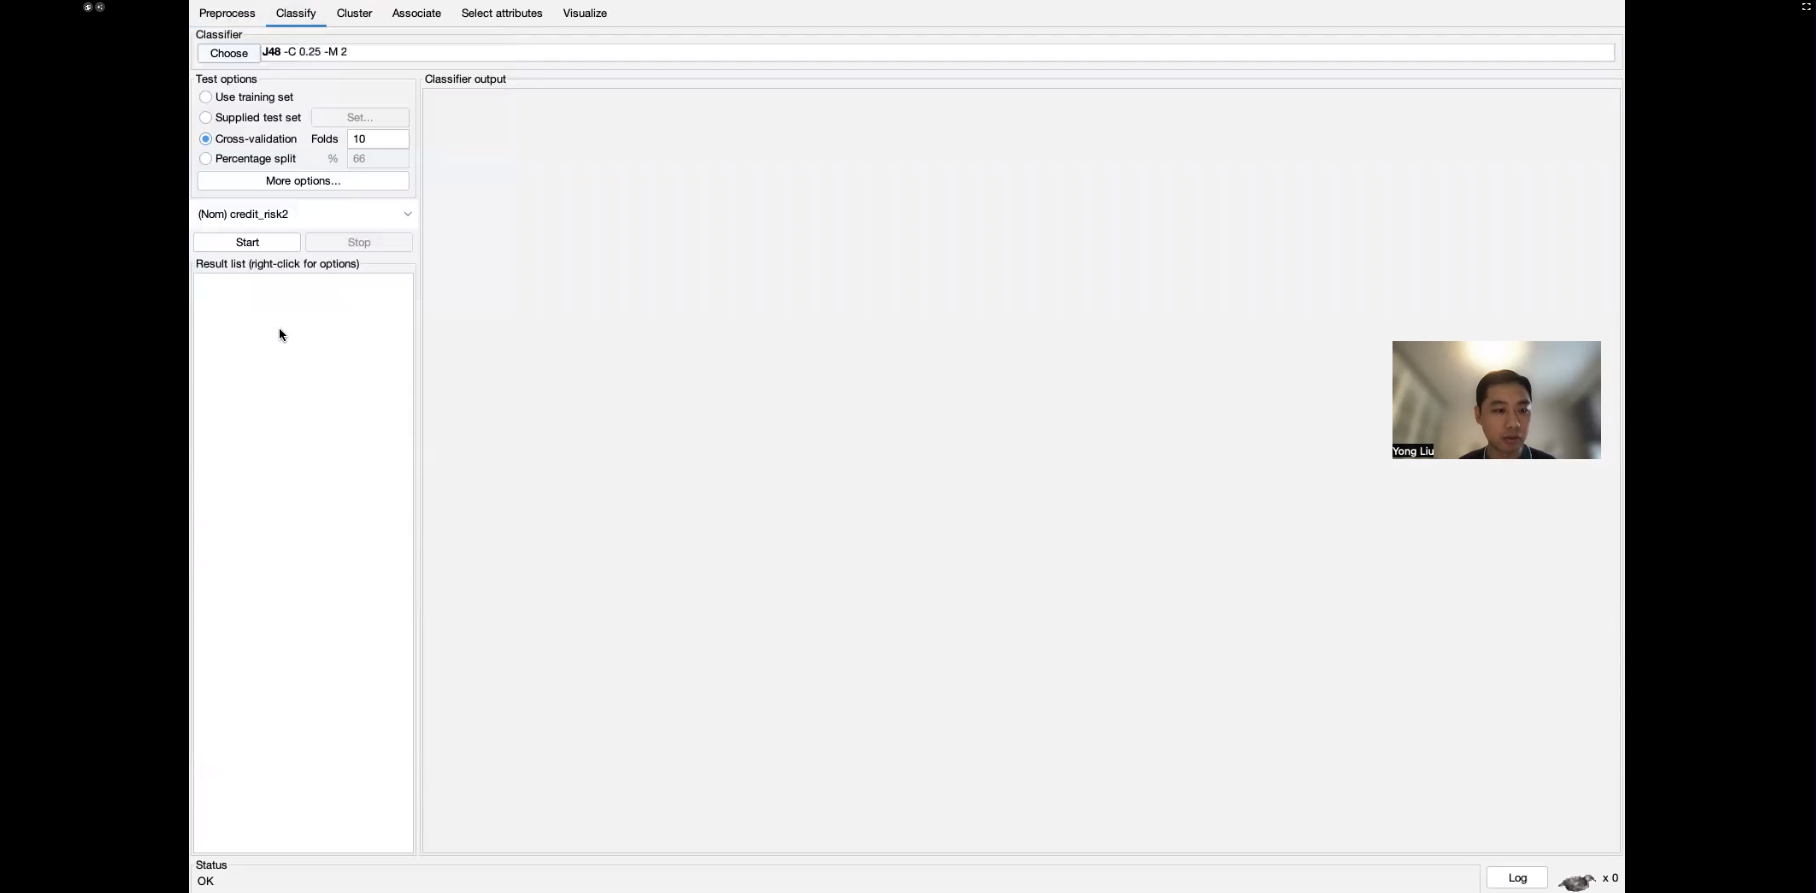 Preprocess Classify Cluster Associate Select attributes Visualize
Classifier
Choose J48 -C 0.25 -M 2
Test options
Classifier output
Use training set
Supplied test set Set...
Cross-validation Folds 10
Percentage split % 66
More options...
(Nom) credit_risk2
Start Stop
Result list (right-click for options)
Yong Liu
Status
OK
Log x 0